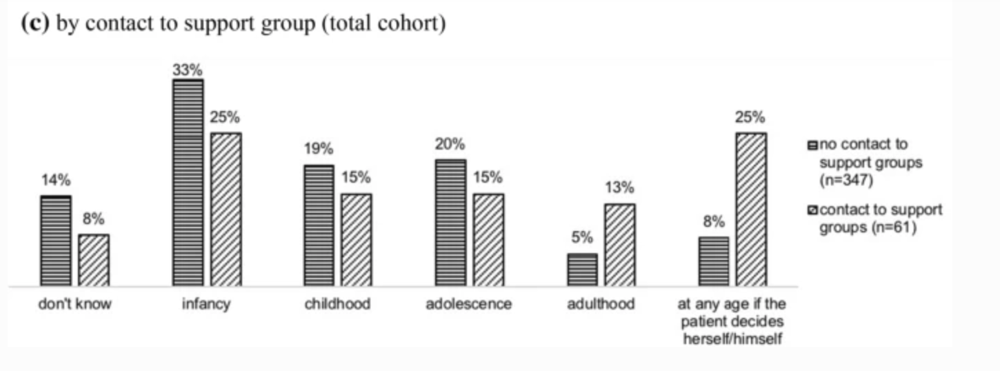 (c) by contact to support group (total cohort)
33%
25%
25%
19%
20%
14%
15%
15%
13%
8%
8%
5%
don't know
infancy
childhood
adolescence
adulthood
at any age if the
patient decides
herself/himself
no contact to
support groups
(n=347)
contact to support
groups (n=61)